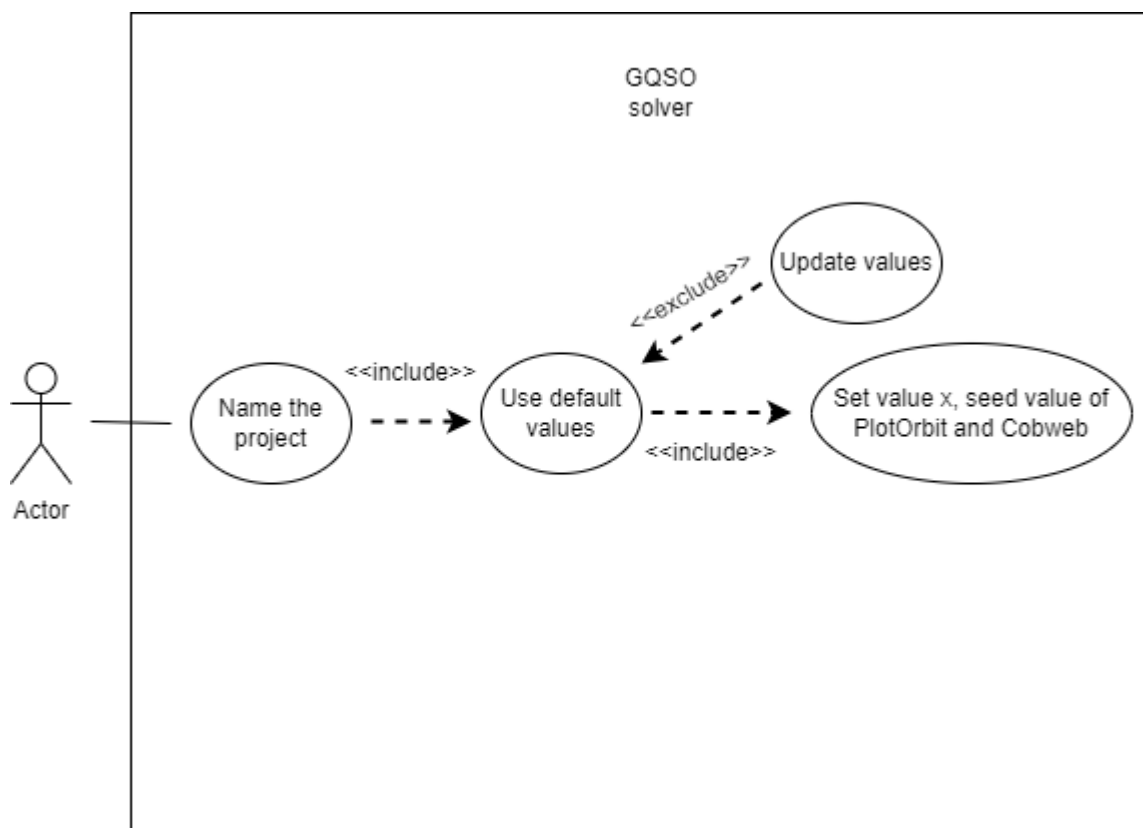 GQSO
solver
Update values
<<exclude>>
<<include>>
Name the
project
Use default
values
Set value x, seed value of
PlotOrbit and Cobweb
<<include>>
Actor